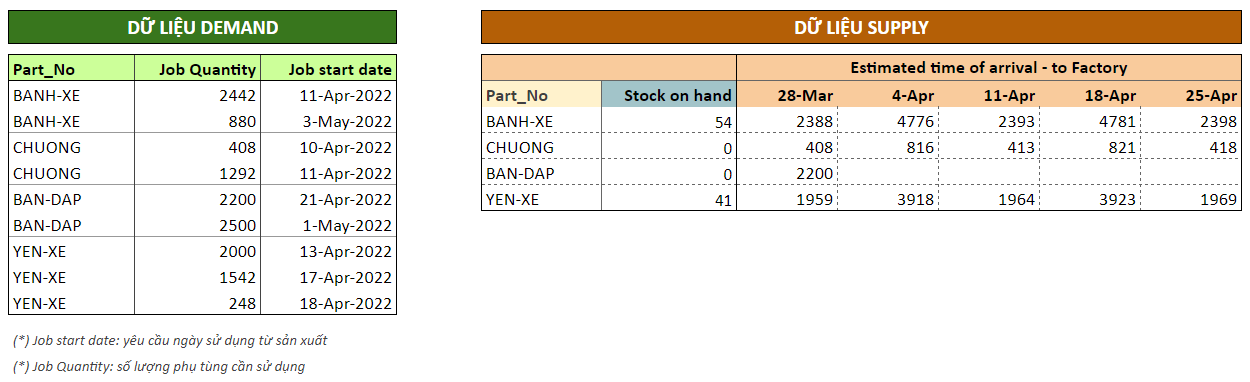 DỮ LIỆU DEMAND
Part_No Job Quantity Job start date
BANH-XE 2442 11-Apr-2022
BANH-XE 880 3-May-2022
CHUONG 408 10-Apr-2022
CHUONG 1292 11-Apr-2022
BAN-DAP 2200 21-Apr-2022
BAN-DAP 2500 1-May-2022
YEN-XE 2000 13-Apr-2022
YEN-XE 1542 17-Apr-2022
YEN-XE 248 18-Apr-2022
(*) Job start date: yêu cầu ngày sử dụng từ sản xuất
(*) Job Quantity: số lượng phụ tùng cần sử dụng
DỮ LIỆU SUPPLY
Estimated time of arrival - to Factory
Part_No Stock on hand 28-Mar 4-Apr 11-Apr 18-Apr 25-Apr
BANH-XE 54 2388 4776 2393 4781 2398
CHUONG 0 408 816 413 821 418
BAN-DAP 0 2200
YEN-XE 41 1959 3918 1964 3923 1969